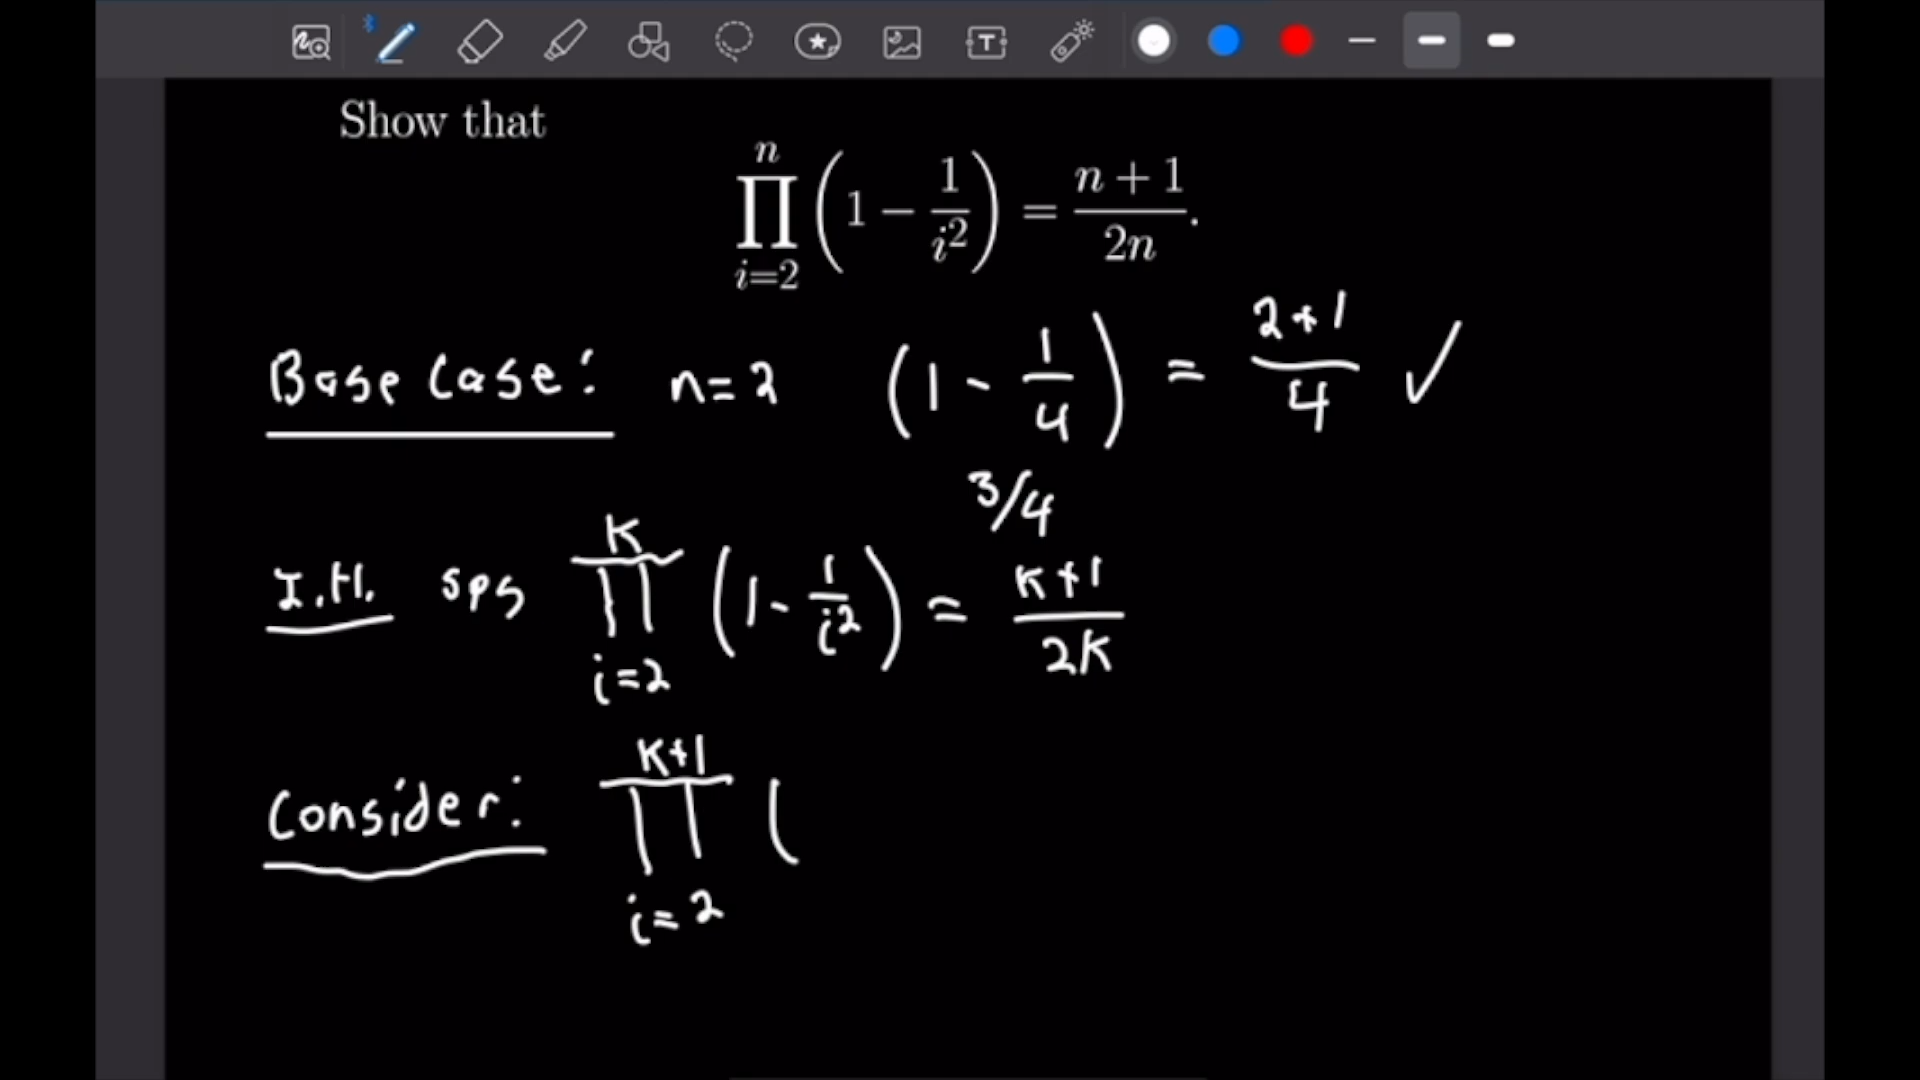 Show that
∏_{i=2}^{n} (1 − 1/i²) = (n + 1)/(2n).
Base Case: n=2 (1 - 1/4) = (2+1)/4 ✓
3/4
I.H. sps ∏_{i=2}^{K} (1 - 1/i²) = (K+1)/(2K)
Consider: ∏_{i=2}^{K+1} (